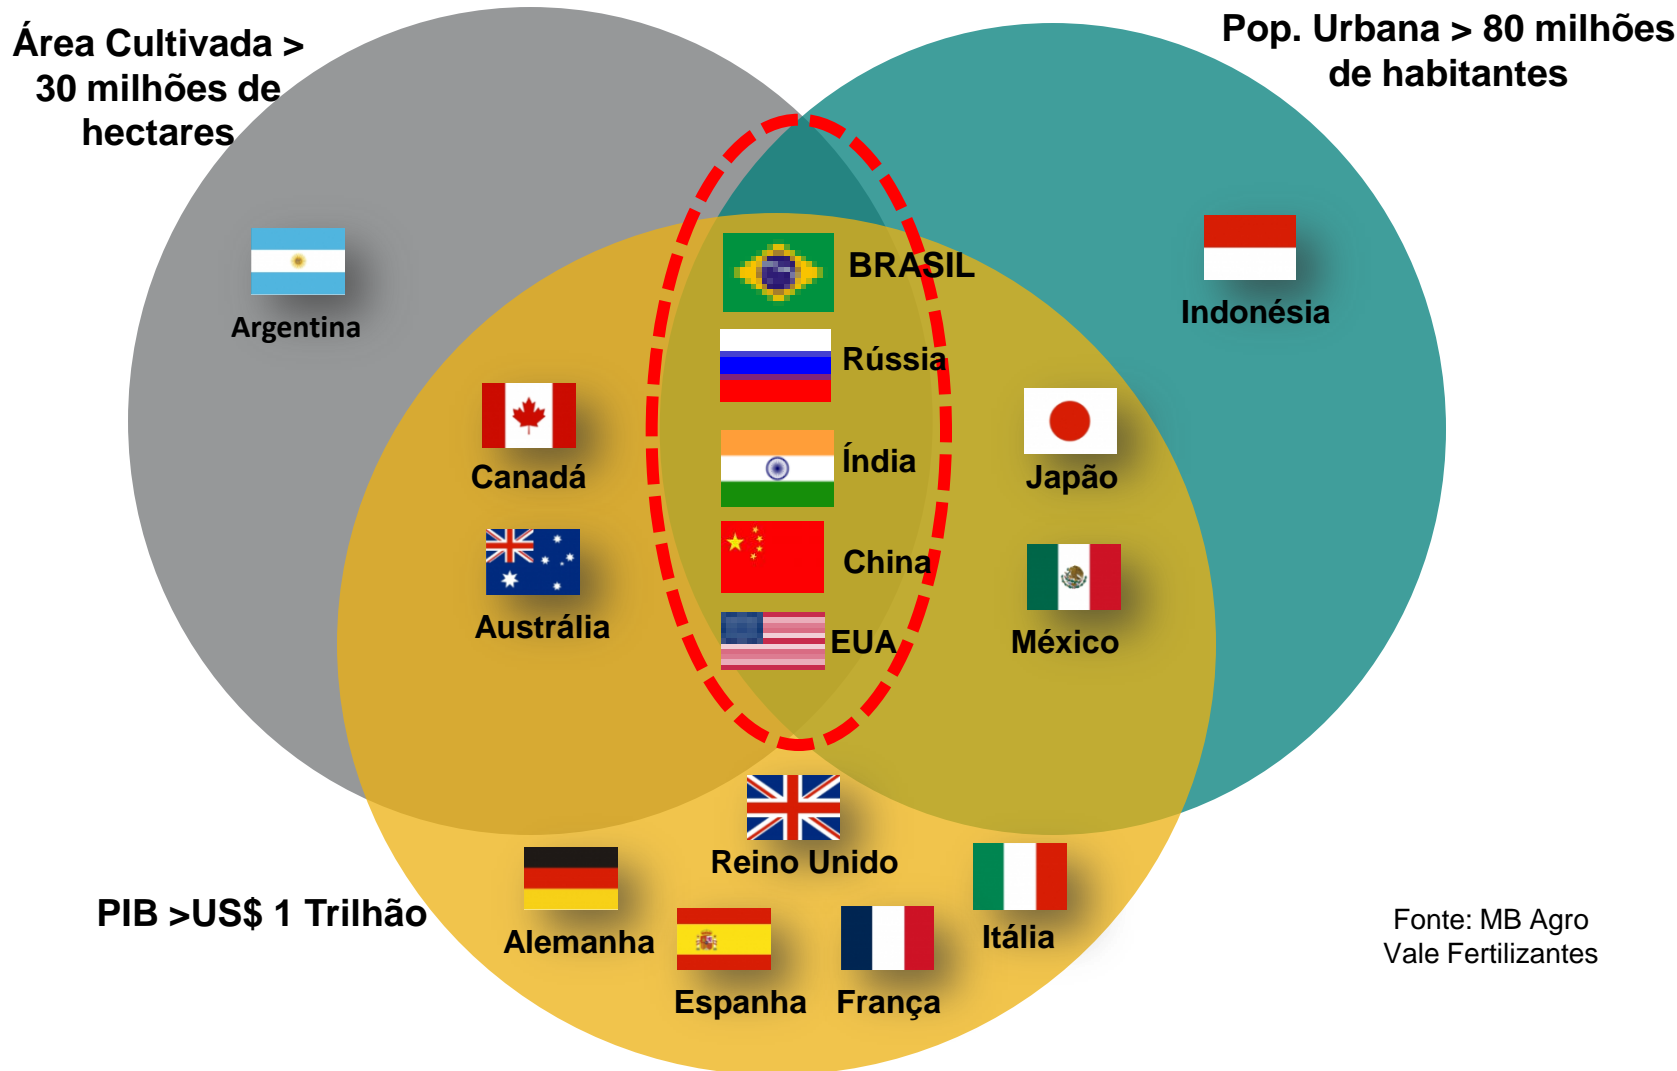 Área Cultivada >
30 milhões de
hectares
Pop. Urbana > 80 milhões
de habitantes
BRASIL
Argentina
Indonésia
Rússia
Canadá
Índia
Japão
China
Austrália
EUA
México
Reino Unido
PIB >US$ 1 Trilhão
Alemanha
Itália
Espanha
França
Fonte: MB Agro
Vale Fertilizantes